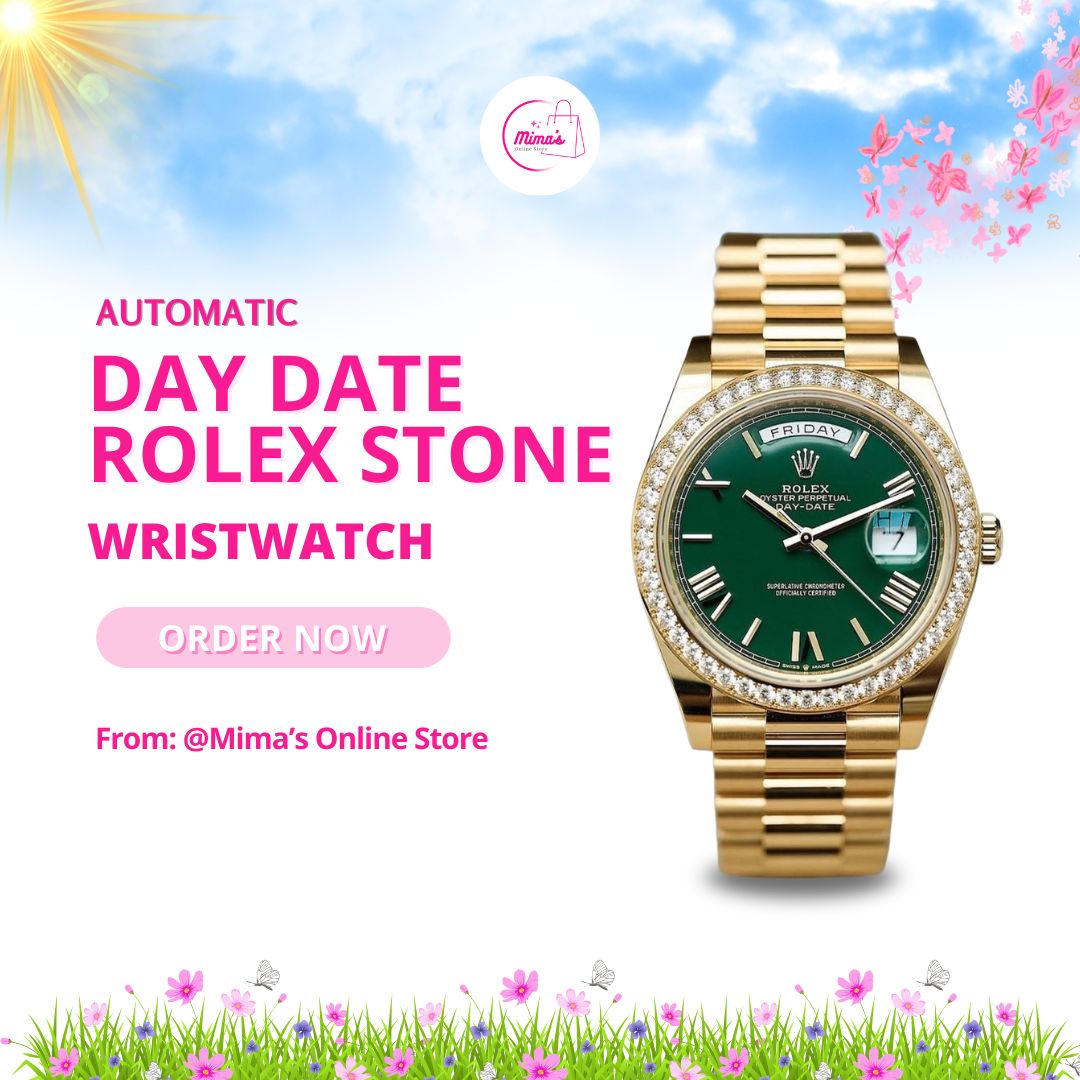 Mima's
Online Store
AUTOMATIC
DAY DATE
ROLEX STONE
WRISTWATCH
ORDER NOW
From: @Mima’s Online Store
FRIDAY
ROLEX
OYSTER PERPETUAL
DAY-DATE
7
SUPERLATIVE CHRONOMETER
OFFICIALLY CERTIFIED
SWISS MADE